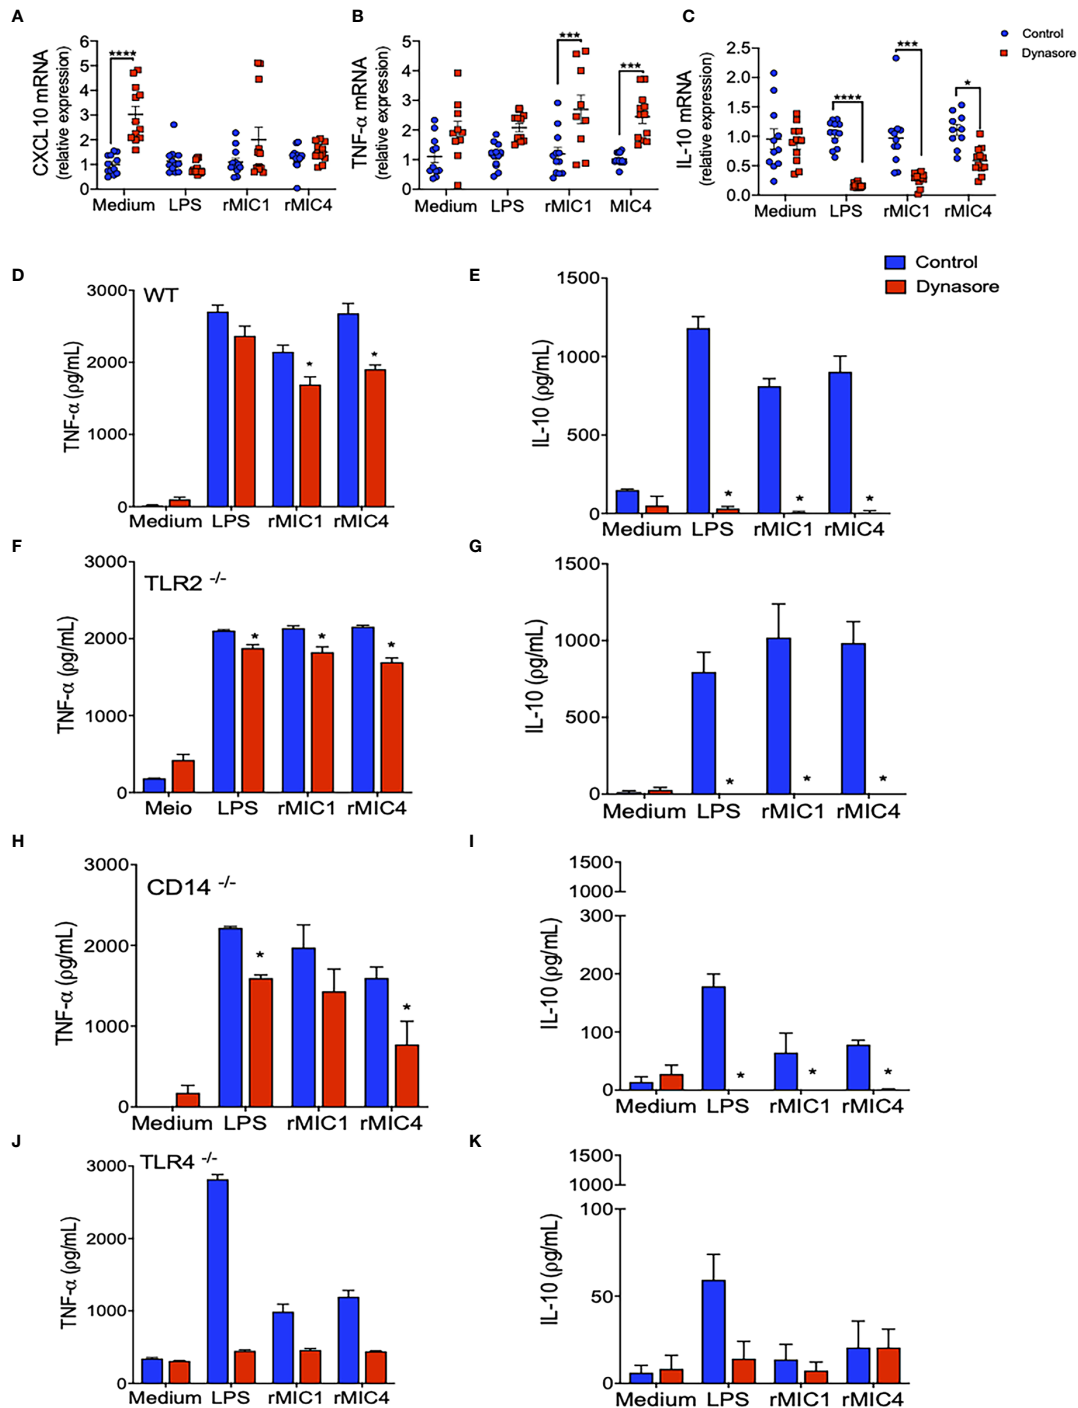 A
CXCL10 mRNA
(relative expression)
6
5
4
3
2
1
0
****
Medium LPS rMIC1 rMIC4
B
TNF-α mRNA
(relative expression)
5
4
3
2
1
0
***
***
Medium LPS rMIC1 MIC4
C
IL-10 mRNA
(relative expression)
2.5
2.0
1.5
1.0
0.5
0.0
****
***
*
Medium LPS rMIC1 rMIC4
Control
Dynasore
D
WT
TNF-α (ρg/mL)
3000
2000
1000
0
* *
Medium LPS rMIC1 rMIC4
E
IL-10 (ρg/mL)
1500
1000
500
0
* * *
Medium LPS rMIC1 rMIC4
Control
Dynasore
F
TLR2 -/-
TNF-α (ρg/mL)
3000
2000
1000
0
* * *
Meio LPS rMIC1 rMIC4
G
IL-10 (ρg/mL)
1500
1000
500
0
* * *
Medium LPS rMIC1 rMIC4
H
CD14 -/-
TNF-α (ρg/mL)
3000
2000
1000
0
* *
Medium LPS rMIC1 rMIC4
I
IL-10 (ρg/mL)
1500
1000
300
200
100
0
* * *
Medium LPS rMIC1 rMIC4
J
TLR4 -/-
TNF-α (ρg/mL)
3000
2000
1000
0
Medium LPS rMIC1 rMIC4
K
IL-10 (ρg/mL)
1500
1000
100
50
0
Medium LPS rMIC1 rMIC4